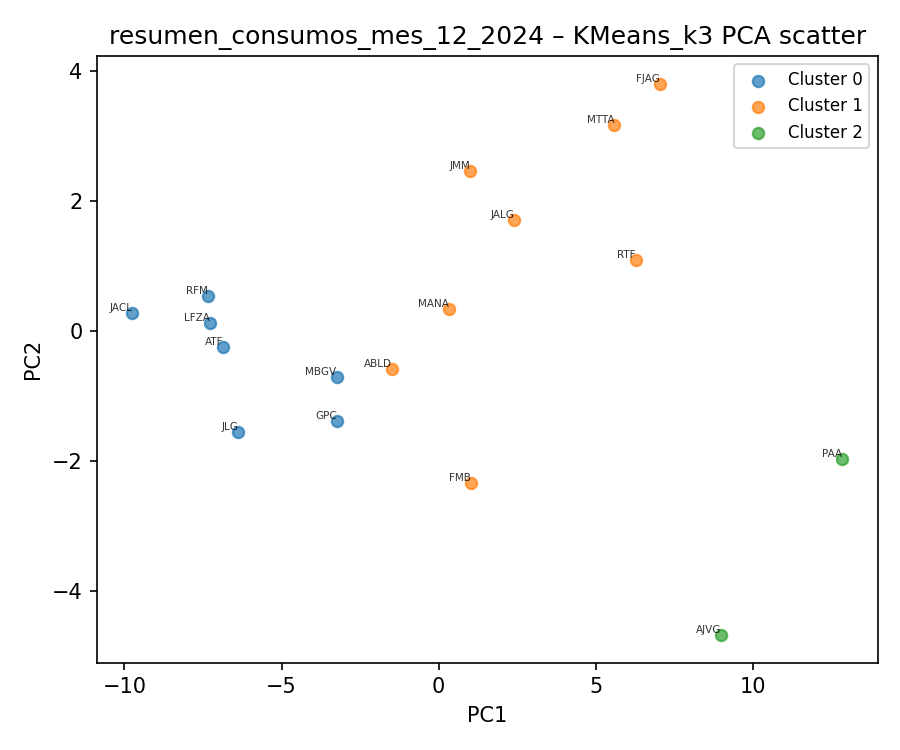 resumen_consumos_mes_12_2024 – KMeans_k3 PCA scatter
Cluster 0
Cluster 1
Cluster 2
FJAG
MTTA
JMM
JALG
RTF
MANA
RFM
JACL
LFZA
ATF
ABLD
MBGV
GPC
JLG
FMB
PAA
AJVG
4
2
0
−2
−4
PC2
−10
−5
0
5
10
PC1